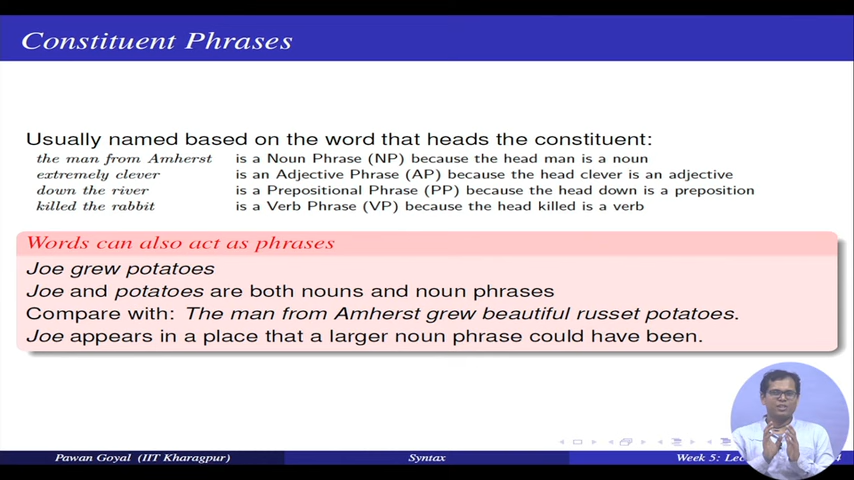 Constituent Phrases
Usually named based on the word that heads the constituent:
the man from Amherst is a Noun Phrase (NP) because the head man is a noun
extremely clever is an Adjective Phrase (AP) because the head clever is an adjective
down the river is a Prepositional Phrase (PP) because the head down is a preposition
killed the rabbit is a Verb Phrase (VP) because the head killed is a verb
Words can also act as phrases
Joe grew potatoes
Joe and potatoes are both nouns and noun phrases
Compare with: The man from Amherst grew beautiful russet potatoes.
Joe appears in a place that a larger noun phrase could have been.
Pawan Goyal (IIT Kharagpur) Syntax Week 5: